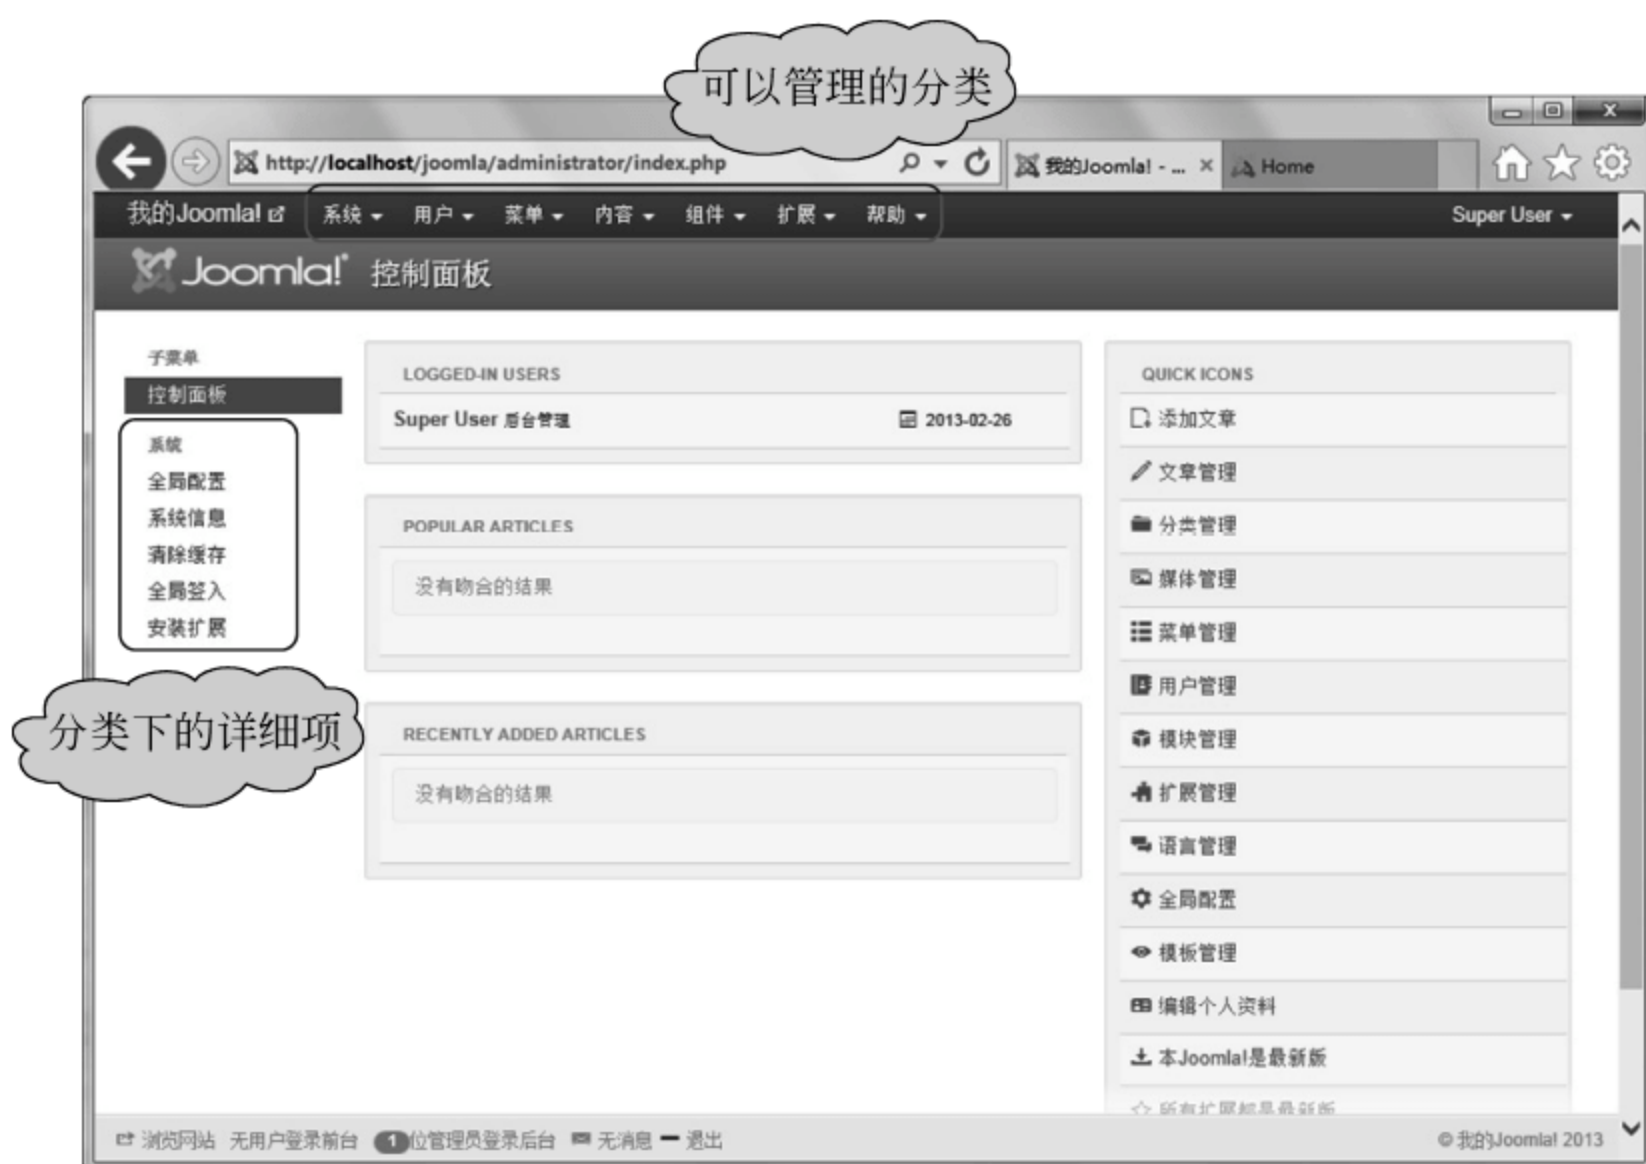 可以管理的分类
http://localhost/joomla/administrator/index.php
我的Joomla! - ...
Home
我的Joomla! 系统 用户 菜单 内容 组件 扩展 帮助 Super User
Joomla! 控制面板
子菜单
控制面板
系统
全局配置
系统信息
清除缓存
全局签入
安装扩展
分类下的详细项
LOGGED-IN USERS
Super User 后台管理 2013-02-26
POPULAR ARTICLES
没有吻合的结果
RECENTLY ADDED ARTICLES
没有吻合的结果
QUICK ICONS
添加文章
文章管理
分类管理
媒体管理
菜单管理
用户管理
模块管理
扩展管理
语言管理
全局配置
模板管理
编辑个人资料
本Joomla!是最新版
所有扩展都是最新版
浏览网站 无用户登录前台 1位管理员登录后台 无消息 退出 © 我的Joomla! 2013